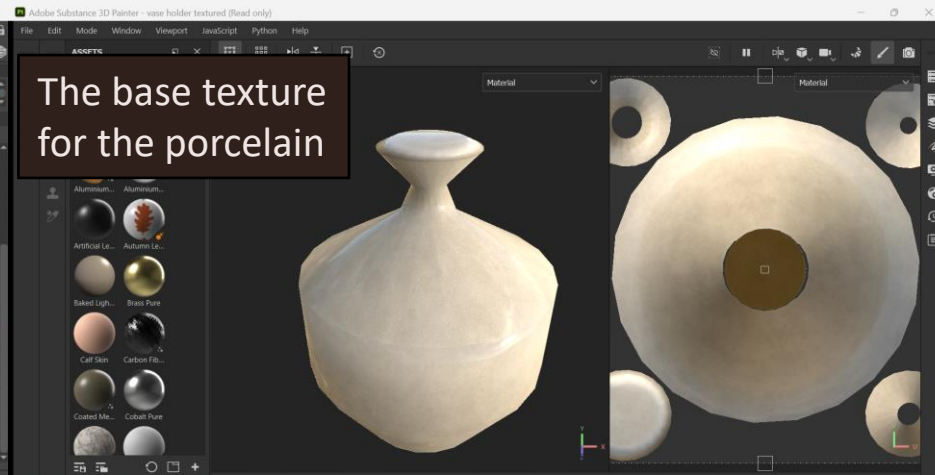 Adobe Substance 3D Painter - vase holder textured (Read only)
File Edit Mode Window Viewport JavaScript Python Help
ASSETS
The base texture
for the porcelain
Material
Material
Aluminium... Aluminium...
Artificial Le... Autumn Le...
Baked Ligh... Brass Pure
Calf Skin Carbon Fib...
Coated Me... Cobalt Pure
Y
X
U